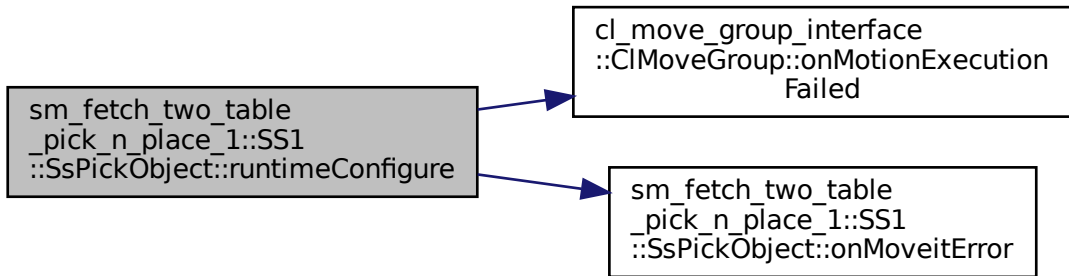 sm_fetch_two_table
_pick_n_place_1::SS1
::SsPickObject::runtimeConfigure
cl_move_group_interface
::ClMoveGroup::onMotionExecution
Failed
sm_fetch_two_table
_pick_n_place_1::SS1
::SsPickObject::onMoveitError